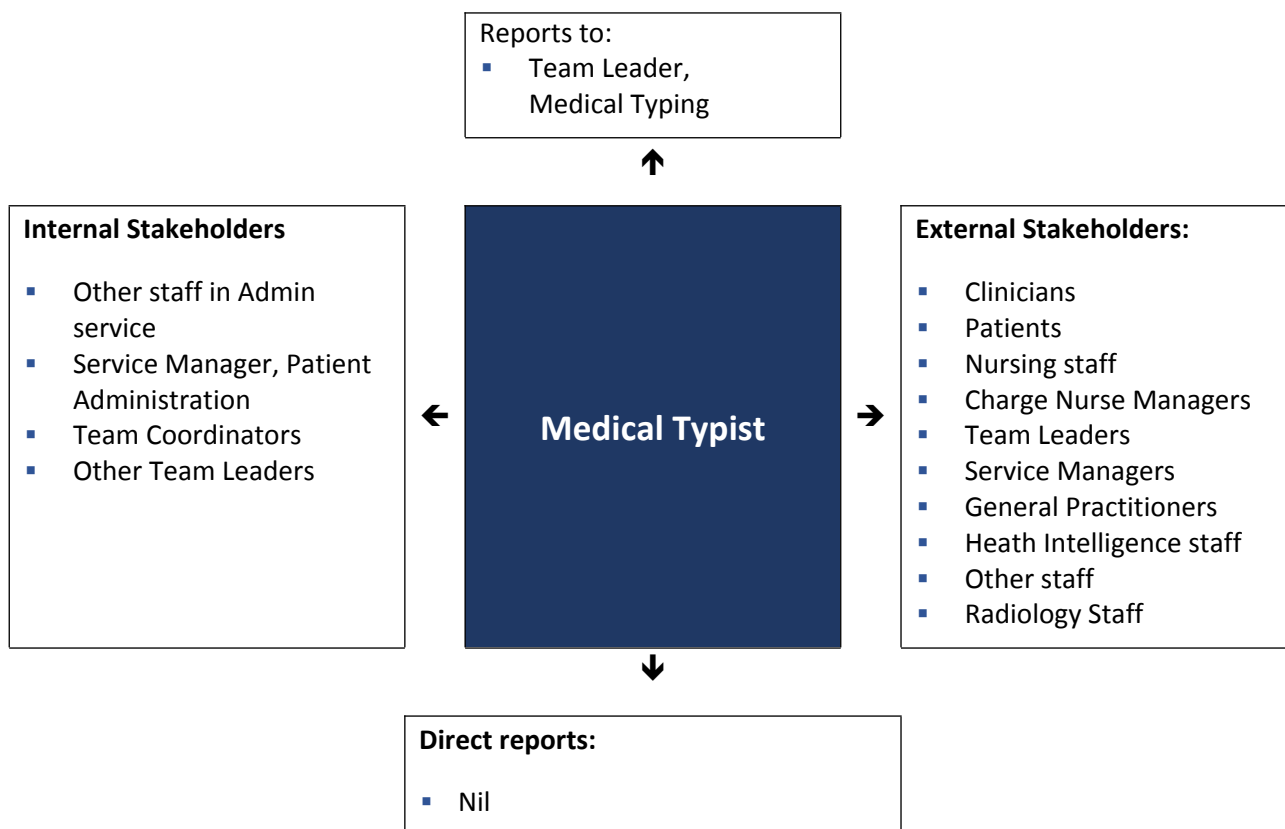 Reports to:
▪ Team Leader,
Medical Typing
Internal Stakeholders
▪ Other staff in Admin
service
▪ Service Manager, Patient
Administration
▪ Team Coordinators
▪ Other Team Leaders
Medical Typist
External Stakeholders:
▪ Clinicians
▪ Patients
▪ Nursing staff
▪ Charge Nurse Managers
▪ Team Leaders
▪ Service Managers
▪ General Practitioners
▪ Heath Intelligence staff
▪ Other staff
▪ Radiology Staff
Direct reports:
▪ Nil